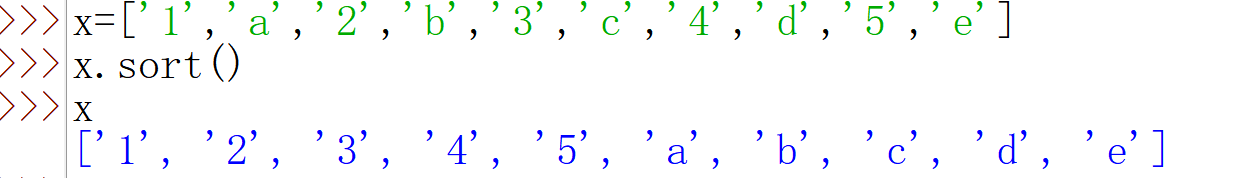 >>> x=['1','a','2','b','3','c','4','d','5','e']
>>> x.sort()
>>> x
['1', '2', '3', '4', '5', 'a', 'b', 'c', 'd', 'e']